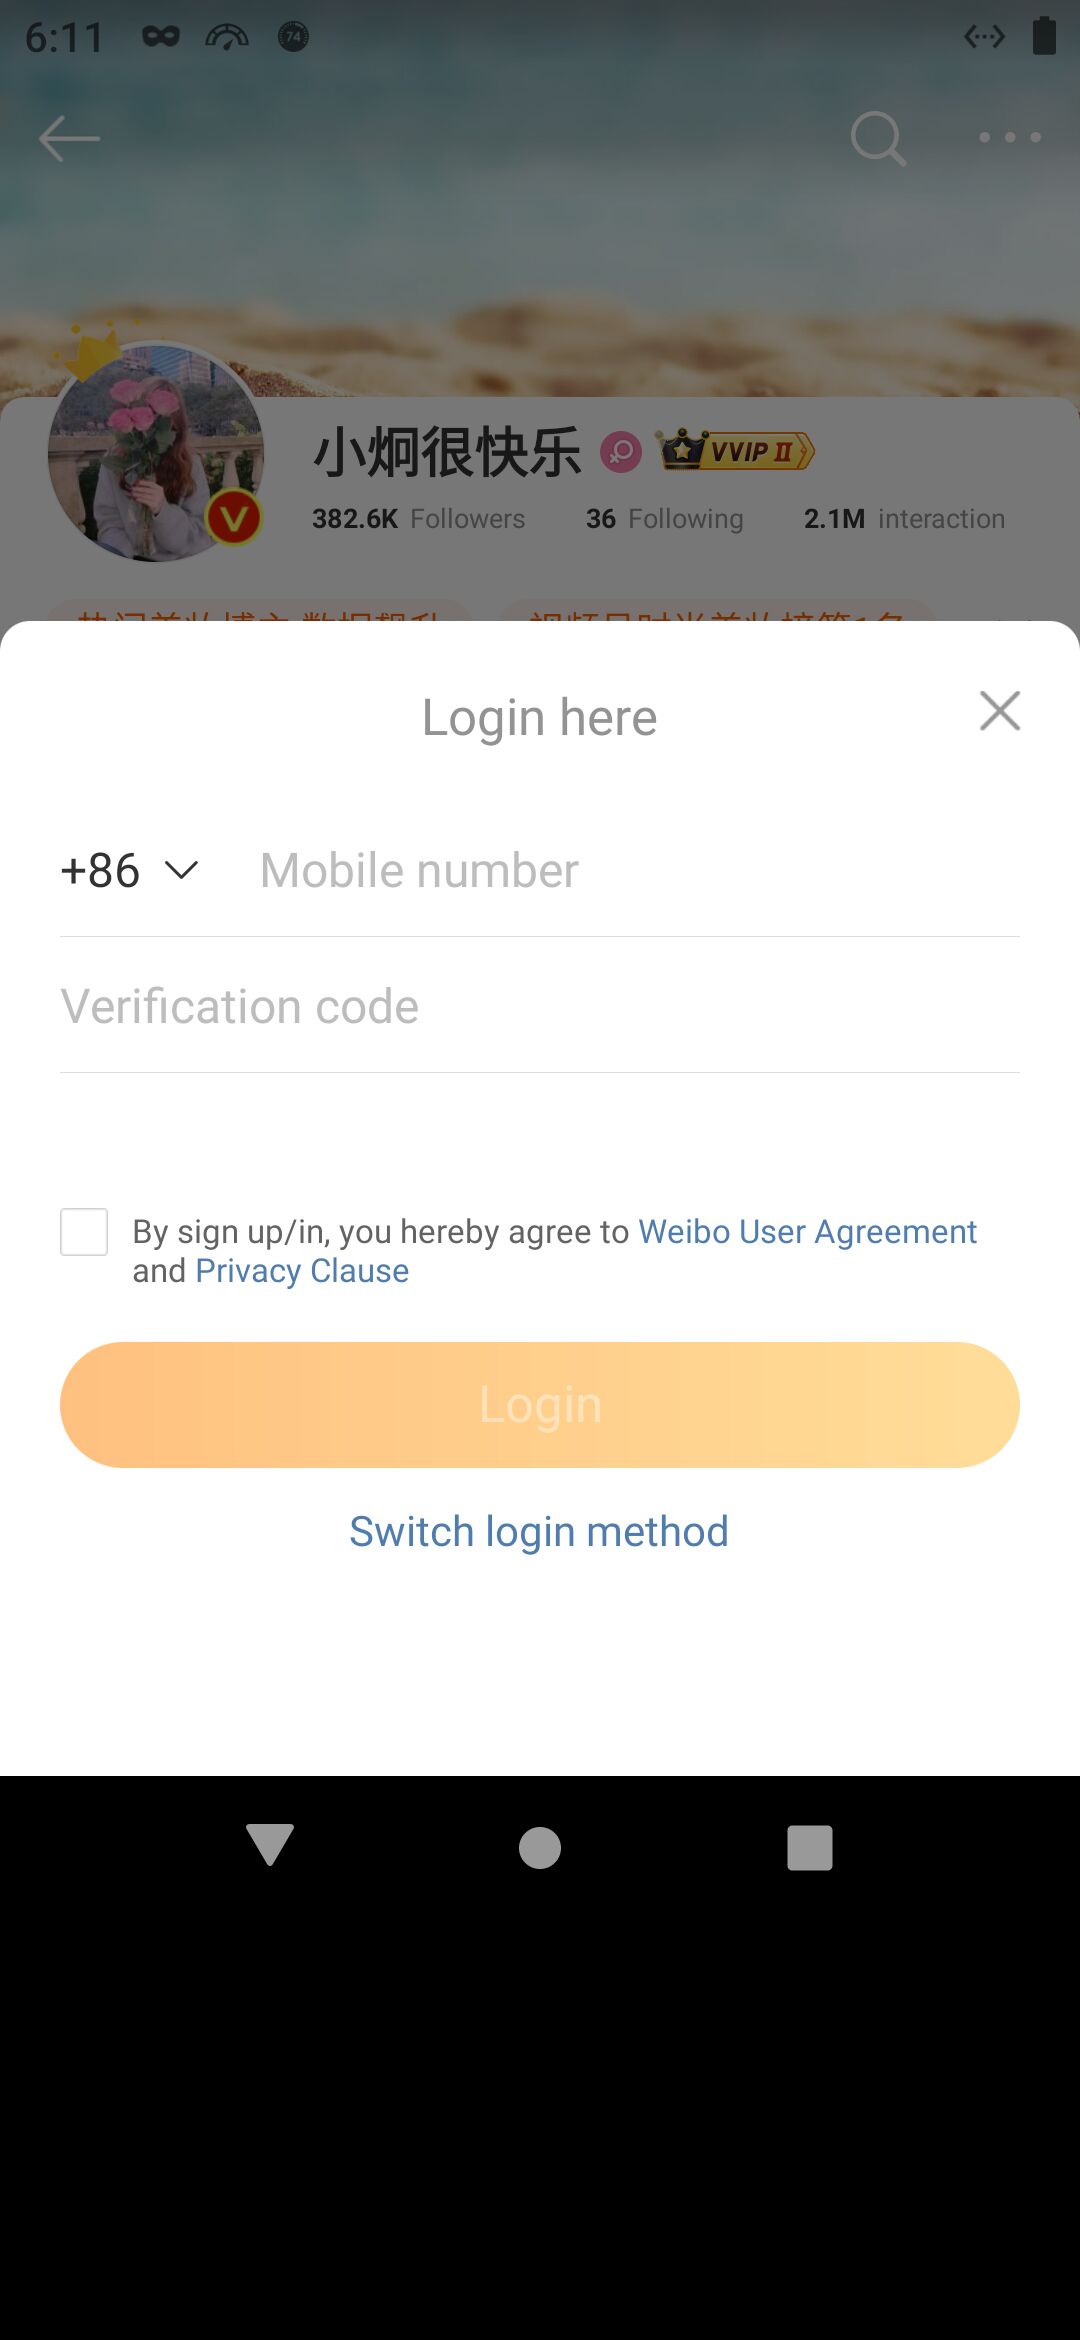 6:11
74
小炯很快乐
VVIP II
382.6K Followers 36 Following 2.1M interaction
Login here
+86 Mobile number
Verification code
By sign up/in, you hereby agree to Weibo User Agreement
and Privacy Clause
Login
Switch login method